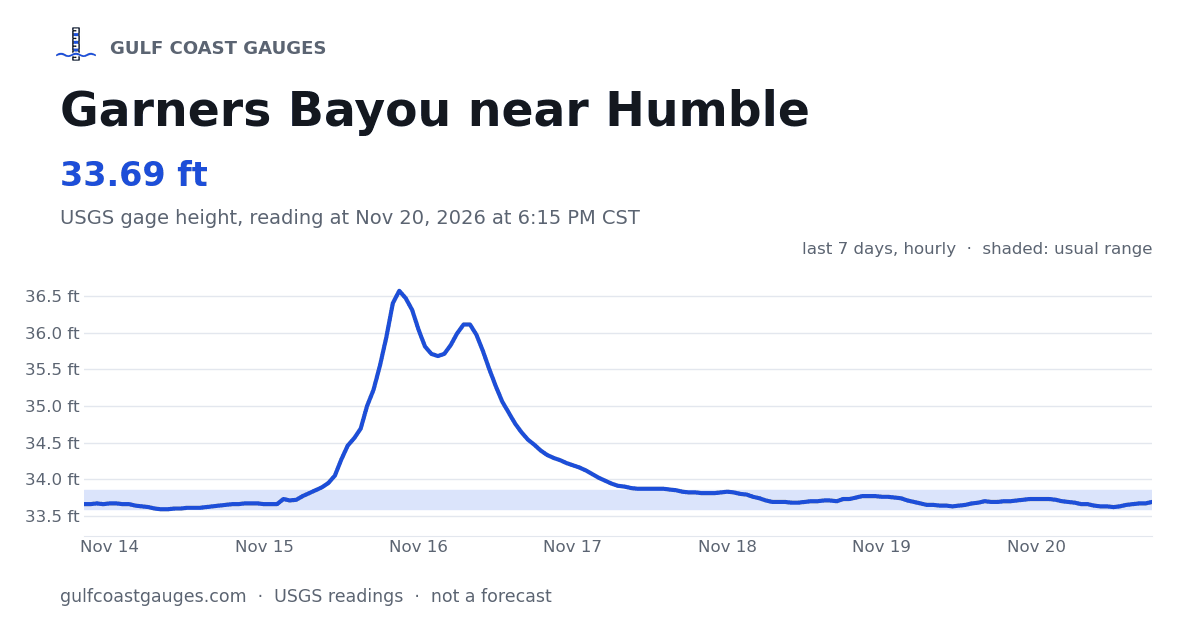 GULF COAST GAUGES
Garners Bayou near Humble
33.69 ft
USGS gage height, reading at Nov 20, 2026 at 6:15 PM CST
last 7 days, hourly · shaded: usual range
36.5 ft
36.0 ft
35.5 ft
35.0 ft
34.5 ft
34.0 ft
33.5 ft
Nov 14 Nov 15 Nov 16 Nov 17 Nov 18 Nov 19 Nov 20
gulfcoastgauges.com · USGS readings · not a forecast